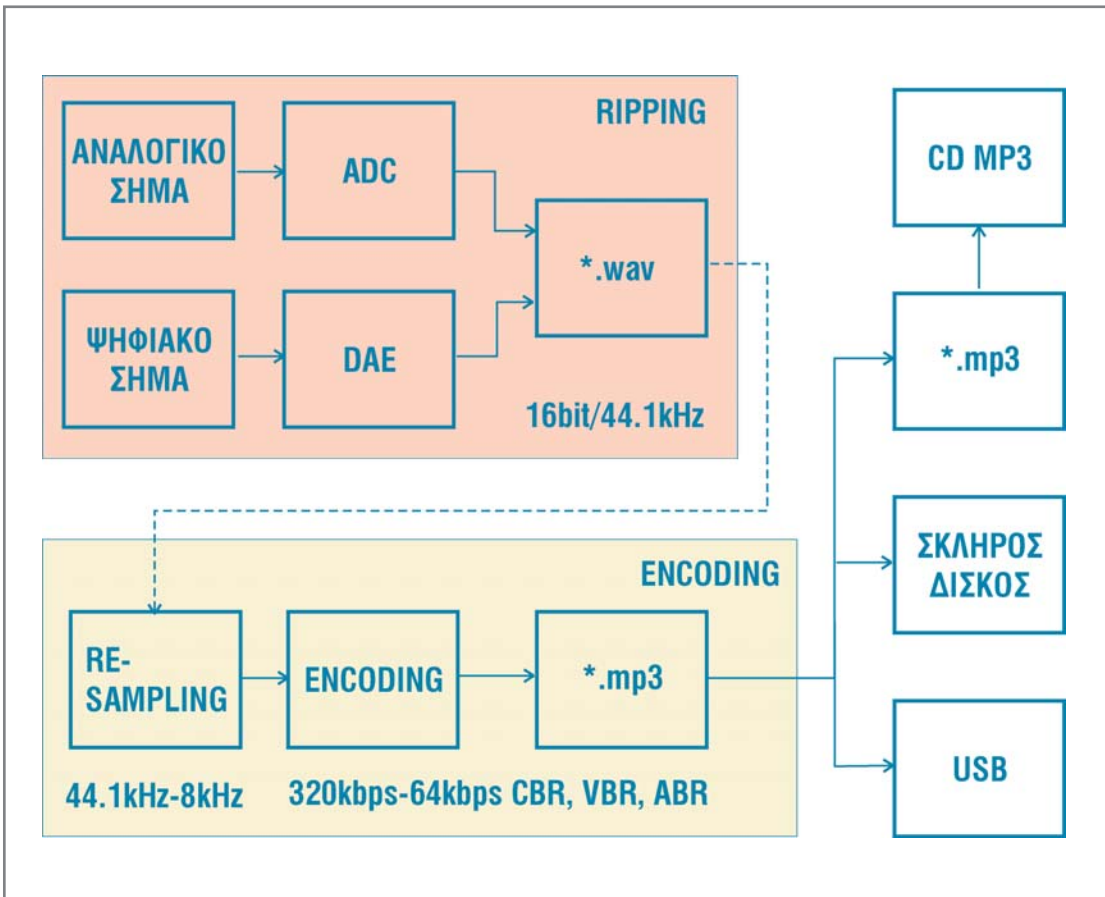 RIPPING
ΑΝΑΛΟΓΙΚΟ
ΣΗΜΑ
ADC
*.wav
ΨΗΦΙΑΚΟ
ΣΗΜΑ
DAE
16bit/44.1kHz
ENCODING
RE-
SAMPLING
ENCODING
*.mp3
44.1kHz-8kHz
320kbps-64kbps CBR, VBR, ABR
CD MP3
*.mp3
ΣΚΛΗΡΟΣ
ΔΙΣΚΟΣ
USB